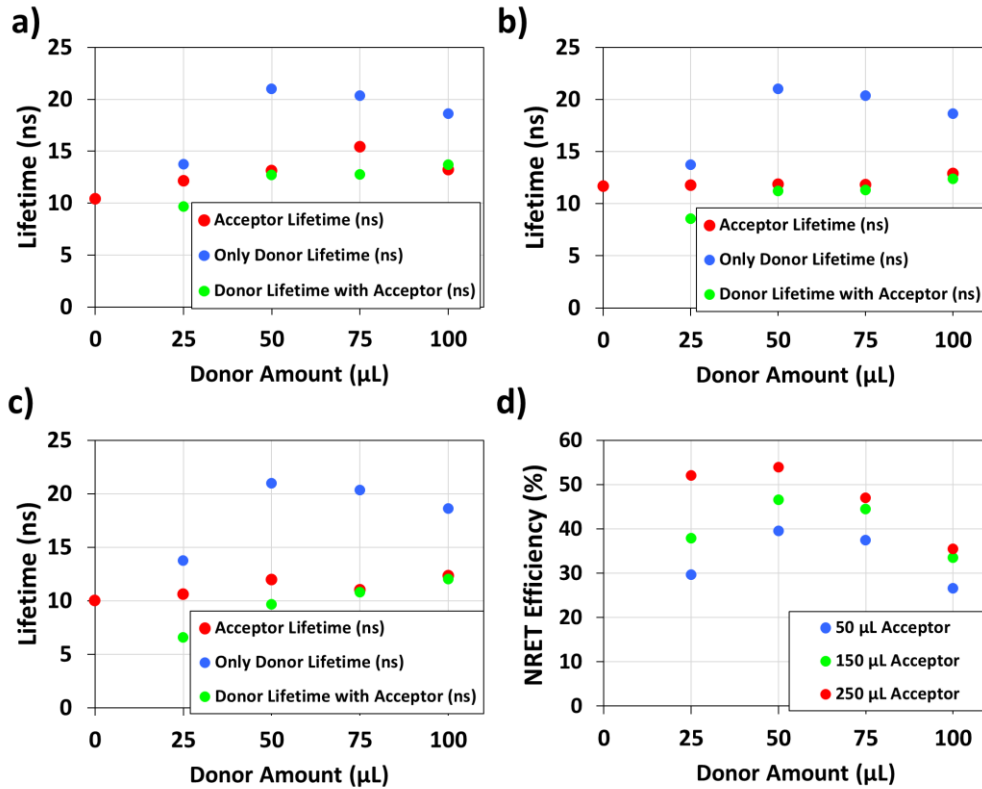 a)
25
20
15
10
5
0
Lifetime (ns)
Acceptor Lifetime (ns)
Only Donor Lifetime (ns)
Donor Lifetime with Acceptor (ns)
0 25 50 75 100
Donor Amount (µL)
b)
25
20
15
10
5
0
Lifetime (ns)
Acceptor Lifetime (ns)
Only Donor Lifetime (ns)
Donor Lifetime with Acceptor (ns)
0 25 50 75 100
Donor Amount (µL)
c)
25
20
15
10
5
0
Lifetime (ns)
Acceptor Lifetime (ns)
Only Donor Lifetime (ns)
Donor Lifetime with Acceptor (ns)
0 25 50 75 100
Donor Amount (µL)
d)
60
50
40
30
20
10
0
NRET Efficiency (%)
50 µL Acceptor
150 µL Acceptor
250 µL Acceptor
0 25 50 75 100
Donor Amount (µL)